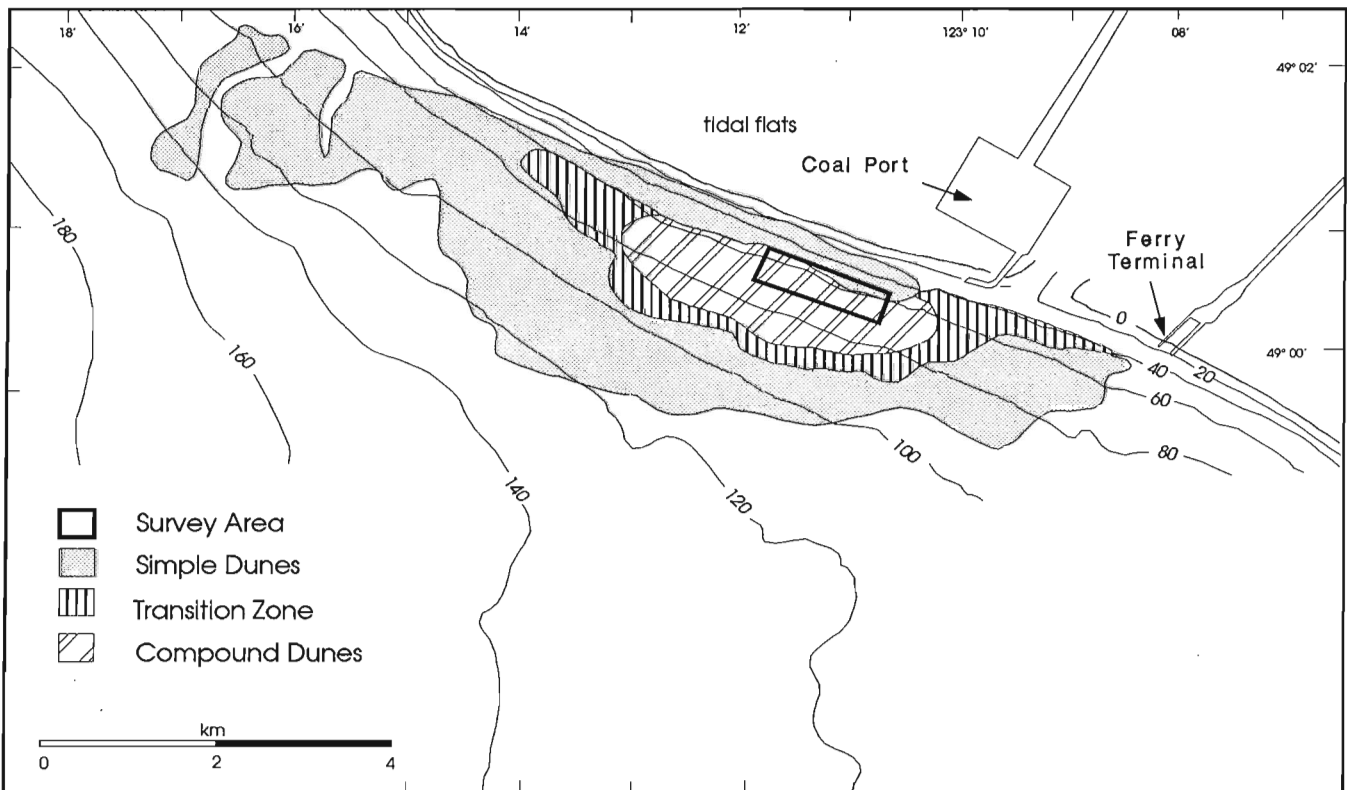 18'
16'
14'
12'
123° 10'
08'
49° 02'
tidal flats
Coal Port
Ferry
Terminal
0
49° 00'
40
20
60
80
100
120
140
160
180
Survey Area
Simple Dunes
Transition Zone
Compound Dunes
km
0
2
4